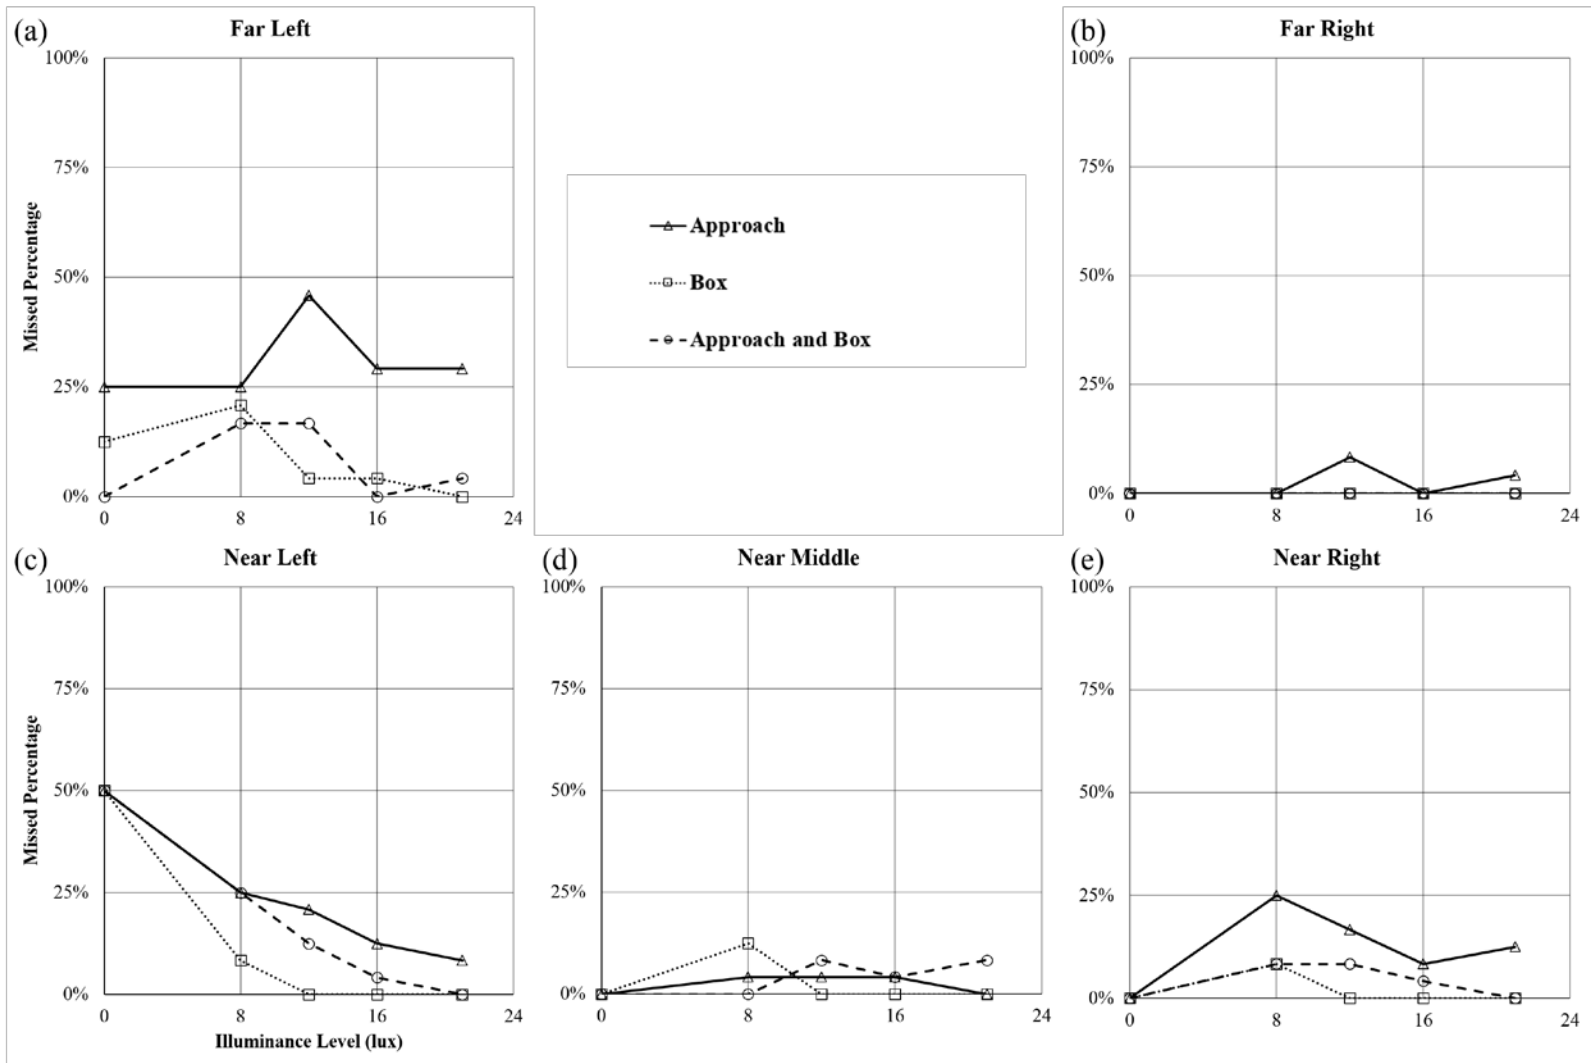 (a)
Far Left
100%
75%
50%
25%
0%
0 8 16 24
Missed Percentage
Approach
Box
Approach and Box
(b)
Far Right
100%
75%
50%
25%
0%
0 8 16 24
(c)
Near Left
100%
75%
50%
25%
0%
0 8 16 24
Missed Percentage
Illuminance Level (lux)
(d)
Near Middle
100%
75%
50%
25%
0%
0 8 16 24
(e)
Near Right
100%
75%
50%
25%
0%
0 8 16 24